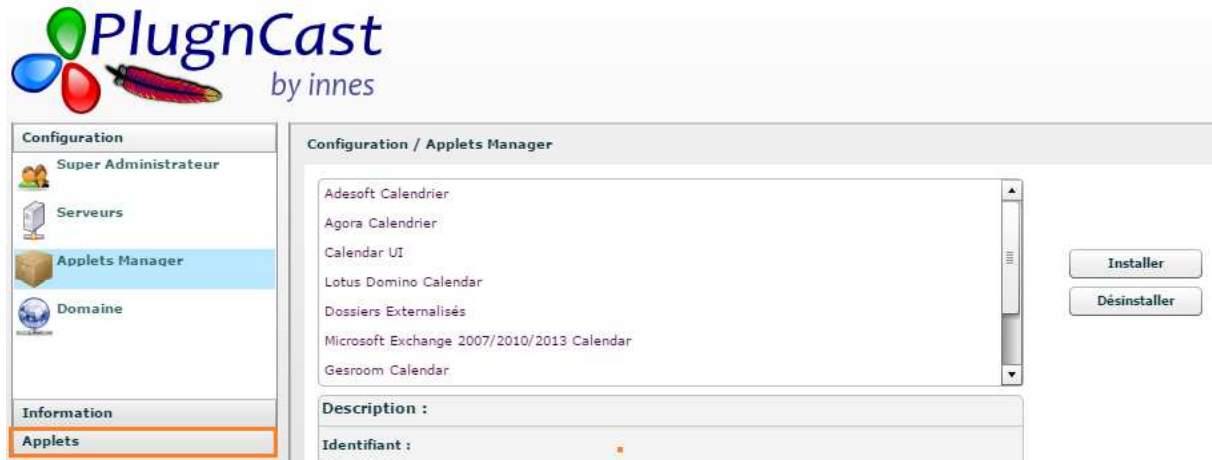 PlugnCast
by innes
Configuration
Super Administrateur
Serveurs
Applets Manager
Domaine
Information
Applets
Configuration / Applets Manager
Adesoft Calendrier
Agora Calendrier
Calendar UI
Lotus Domino Calendar
Dossiers Externalisés
Microsoft Exchange 2007/2010/2013 Calendar
Gesroom Calendar
Installer
Désinstaller
Description :
Identifiant :